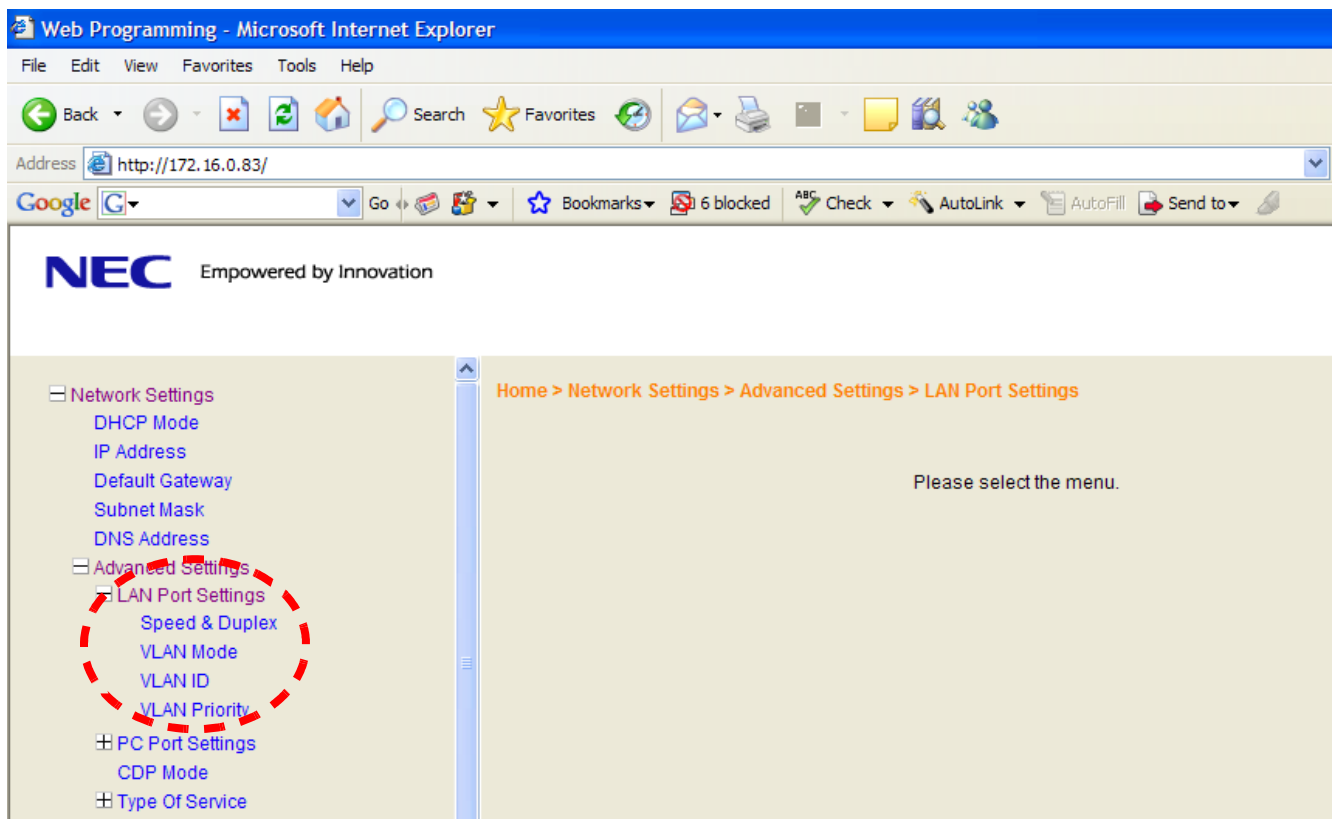 Web Programming - Microsoft Internet Explorer
File Edit View Favorites Tools Help
Back Search Favorites
Address http://172.16.0.83/
Google G Go Bookmarks 6 blocked ABC Check AutoLink AutoFill Send to
NEC Empowered by Innovation
Home > Network Settings > Advanced Settings > LAN Port Settings
Please select the menu.
Network Settings
DHCP Mode
IP Address
Default Gateway
Subnet Mask
DNS Address
Advanced Settings
LAN Port Settings
Speed & Duplex
VLAN Mode
VLAN ID
VLAN Priority
PC Port Settings
CDP Mode
Type Of Service